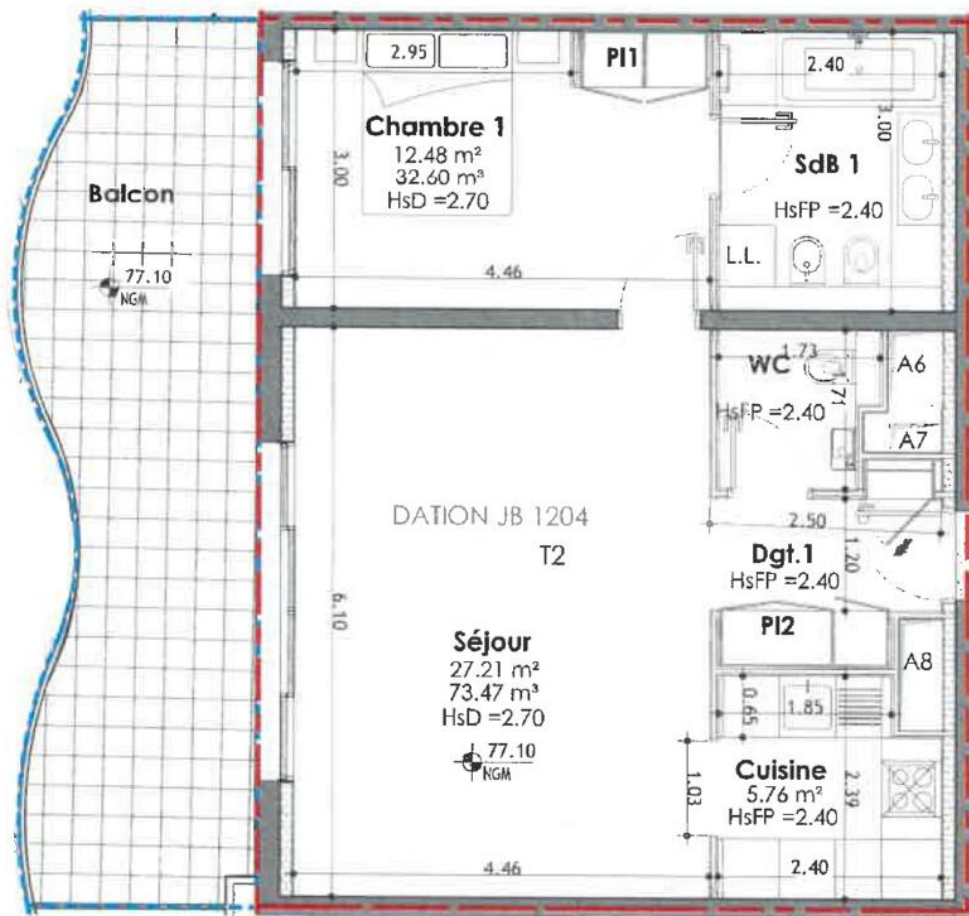 2.95
Pl1
2.40
Chambre 1
12.48 m²
32.60 m³
HsD =2.70
3.00
3.00
SdB 1
HsFP =2.40
Balcon
77.10
NGM
4.46
L.L.
1.73
WC
71
HsFP =2.40
A6
A7
DATION JB 1204
T2
2.50
Dgt.1
HsFP =2.40
1.20
6.10
Pl2
Séjour
27.21 m²
73.47 m³
HsD =2.70
A8
0.65
1.85
77.10
NGM
1.03
Cuisine
5.76 m²
HsFP =2.40
2.39
4.46
2.40